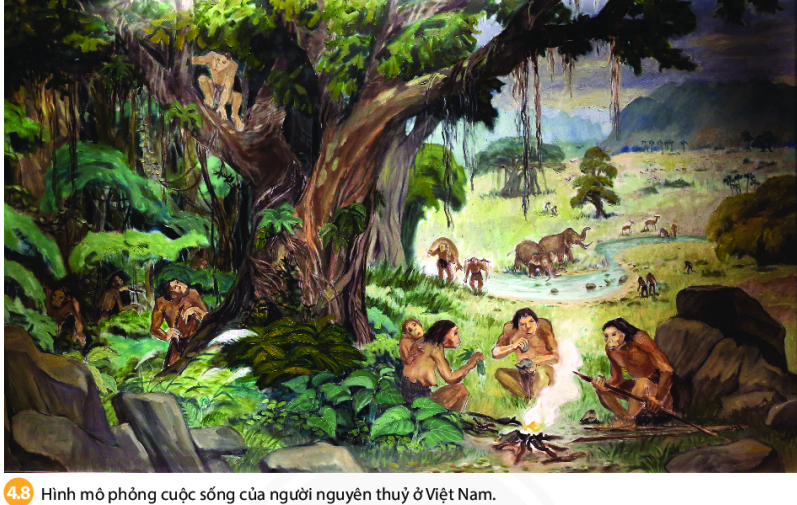 4.8 Hình mô phỏng cuộc sống của người nguyên thuỷ ở Việt Nam.